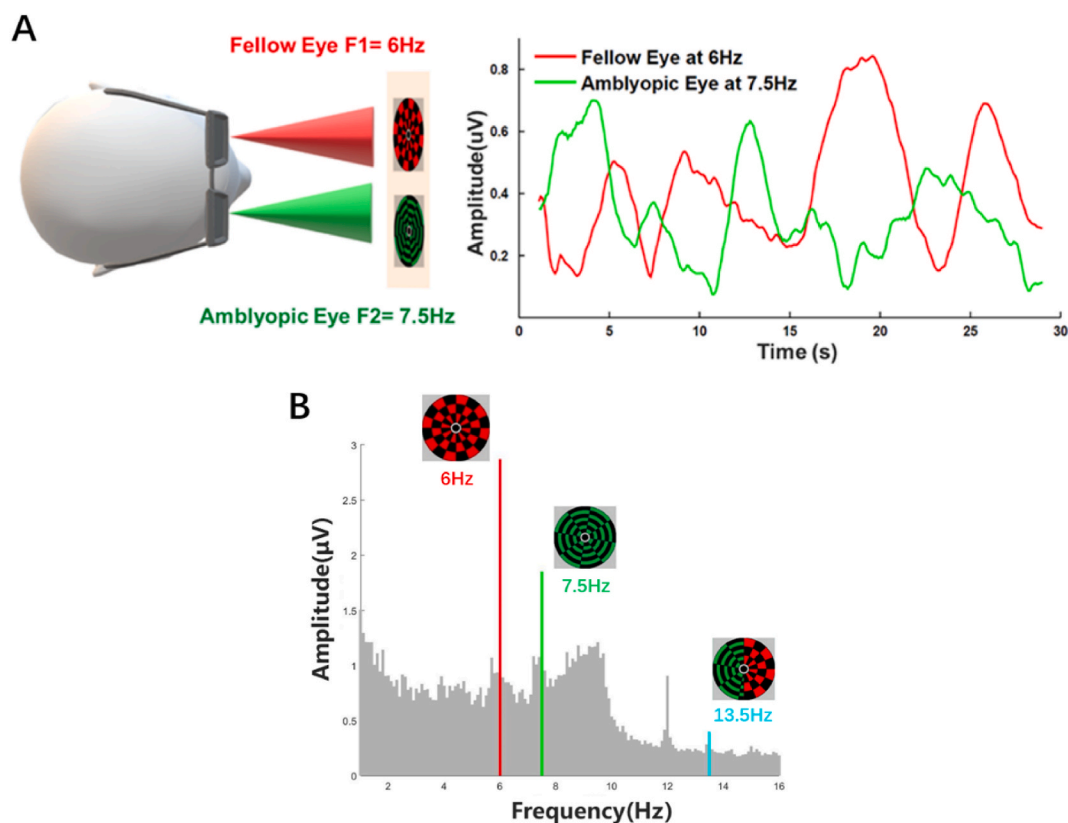 A
Fellow Eye F1= 6Hz
Amblyopic Eye F2= 7.5Hz
Fellow Eye at 6Hz
Amblyopic Eye at 7.5Hz
Amplitude(uV)
0.8
0.6
0.4
0.2
0 5 10 15 20 25 30
Time (s)
B
6Hz
7.5Hz
13.5Hz
Amplitude(μV)
3
2.5
2
1.5
1
0.5
0
2 4 6 8 10 12 14 16
Frequency(Hz)